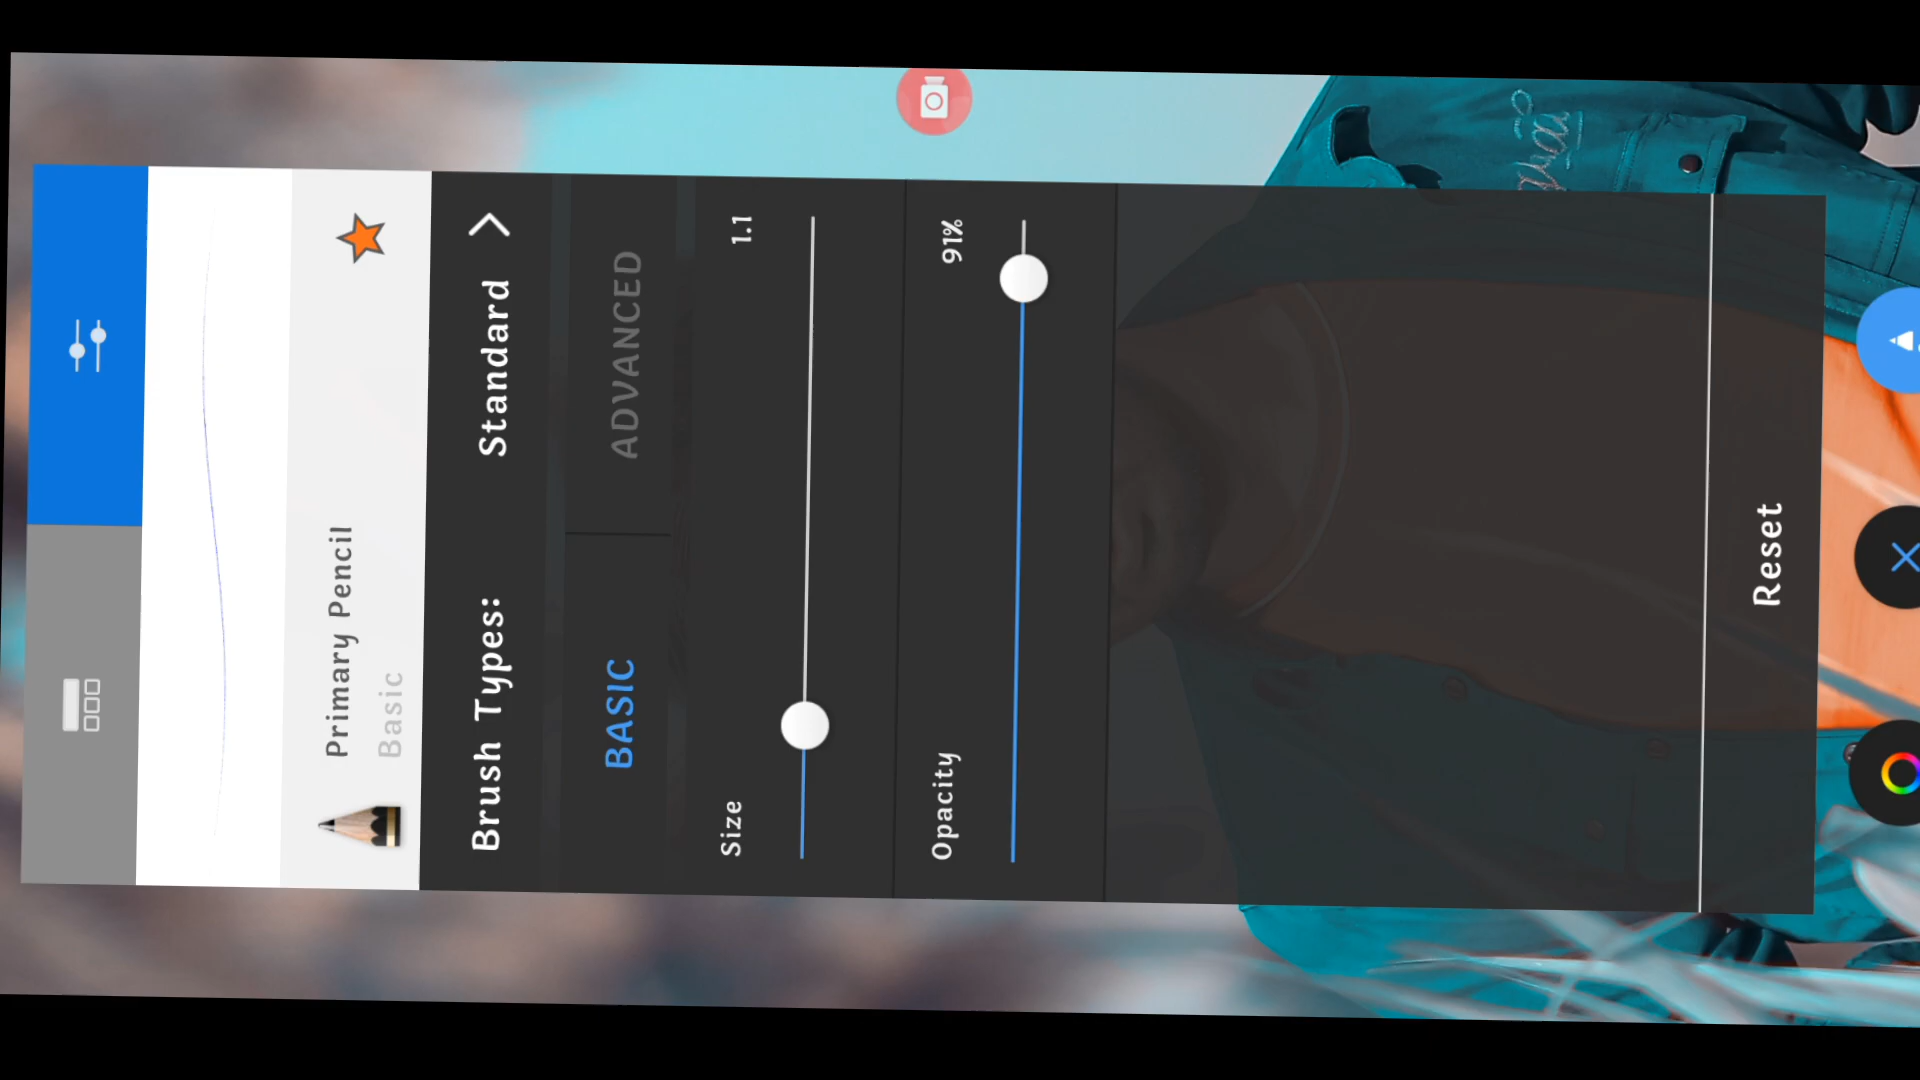 Primary Pencil
Basic
Brush Types: Standard
BASIC ADVANCED
Size 1.1
Opacity 91%
Reset